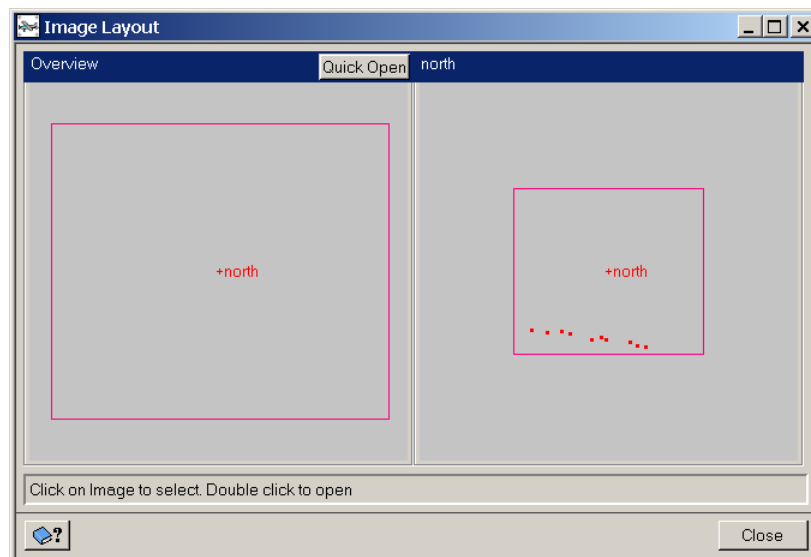 Image Layout
Overview
Quick Open
north
+north
+north
Click on Image to select. Double click to open
?
Close